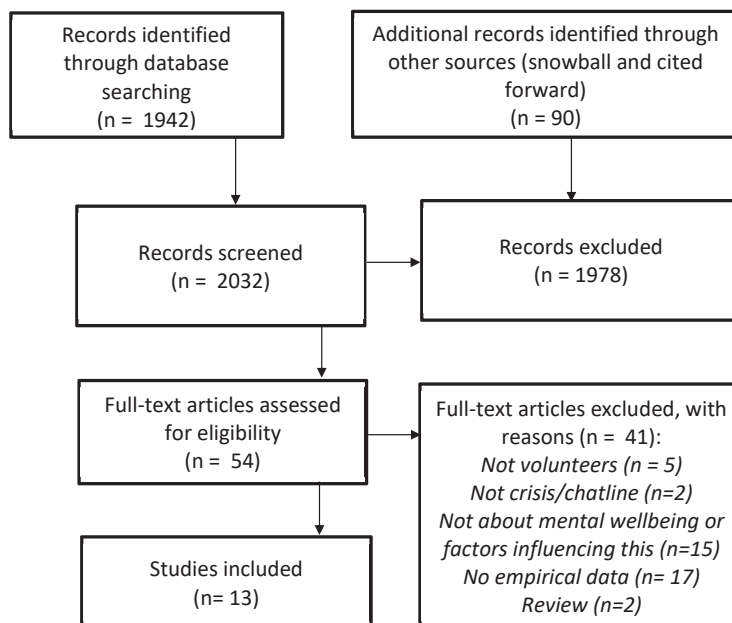 Records identified
through database
searching
(n = 1942)
Additional records identified through
other sources (snowball and cited
forward)
(n = 90)
Records screened
(n = 2032)
Records excluded
(n = 1978)
Full-text articles assessed
for eligibility
(n = 54)
Full-text articles excluded, with
reasons (n = 41):
Not volunteers (n = 5)
Not crisis/chatline (n=2)
Not about mental wellbeing or
factors influencing this (n=15)
No empirical data (n= 17)
Review (n=2)
Studies included
(n= 13)